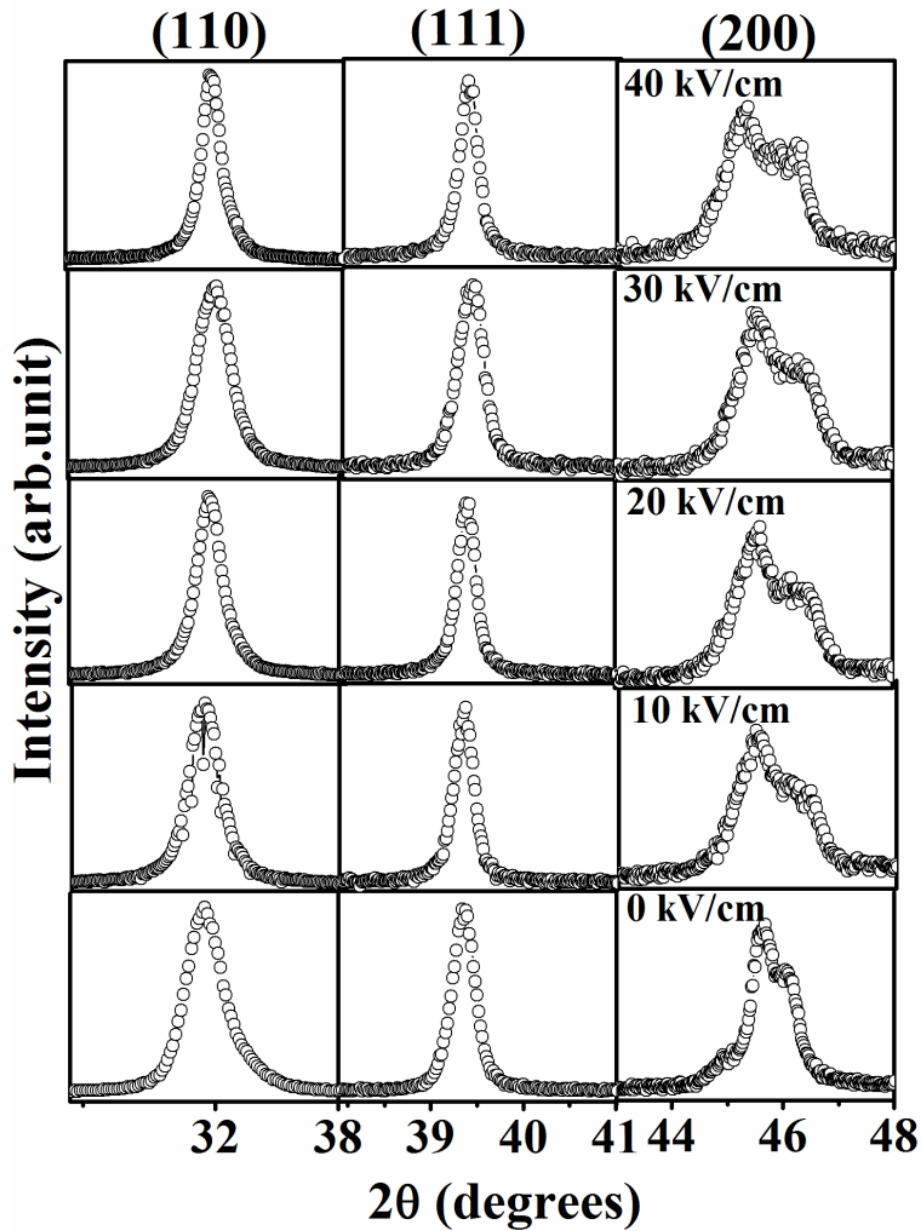 (110) (111) (200)
40 kV/cm
30 kV/cm
20 kV/cm
10 kV/cm
0 kV/cm
Intensity (arb.unit)
32 38 39 40 41 44 46 48
2θ (degrees)